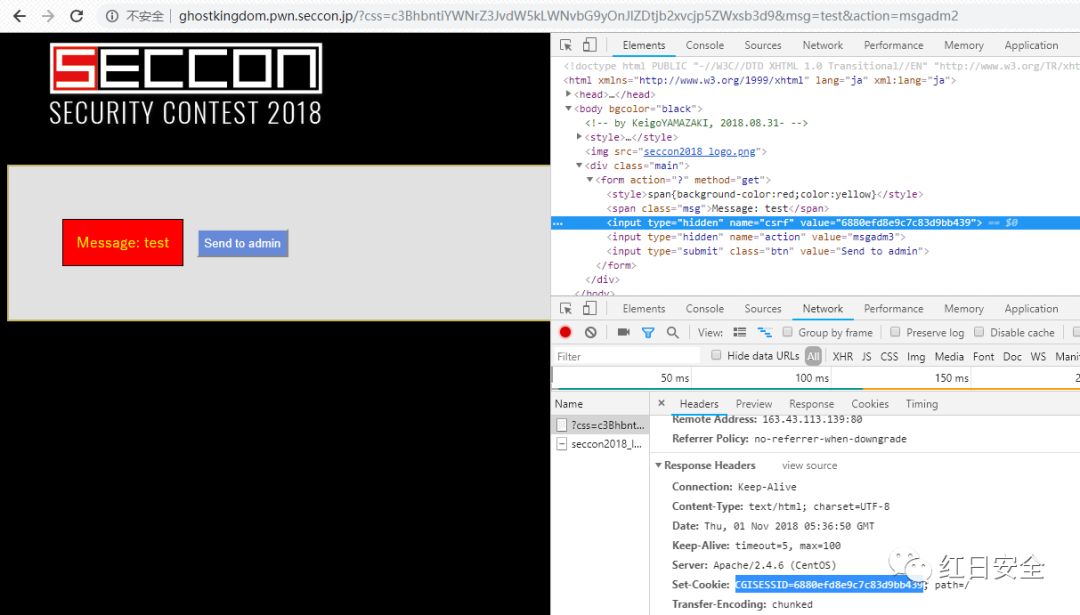 不安全 ghostkingdom.pwn.seccon.jp/?css=c3BhbntiYWNrZ3JvdW5kLWNvbG9yOnJlZDtjb2xvcjp5ZWxsb3d9&msg=test&action=msgadm2
SECCON
SECURITY CONTEST 2018
Message: test
Send to admin
Elements Console Sources Network Performance Memory Application
<!doctype html PUBLIC "-//W3C//DTD XHTML 1.0 Transitional//EN" "http://www.w3.org/TR/xht
<html xmlns="http://www.w3.org/1999/xhtml" lang="ja" xml:lang="ja">
<head>…</head>
<body bgcolor="black">
<!-- by KeigoYAMAZAKI, 2018.08.31- -->
<style>…</style>
<img src="seccon2018_logo.png">
<div class="main">
<form action="?" method="get">
<style>span{background-color:red;color:yellow}</style>
<span class="msg">Message: test</span>
<input type="hidden" name="csrf" value="6880efd8e9c7c83d9bb439"> == $0
<input type="hidden" name="action" value="msgadm3">
<input type="submit" class="btn" value="Send to admin">
</form>
</div>
</body>
Elements Console Sources Network Performance Memory Application
View: Group by frame Preserve log Disable cache
Filter Hide data URLs All XHR JS CSS Img Media Font Doc WS Mani
50 ms 100 ms 150 ms 2
Name × Headers Preview Response Cookies Timing
?css=c3Bhbnt...
seccon2018_l...
Remote Address: 163.43.113.139:80
Referrer Policy: no-referrer-when-downgrade
Response Headers view source
Connection: Keep-Alive
Content-Type: text/html; charset=UTF-8
Date: Thu, 01 Nov 2018 05:36:50 GMT
Keep-Alive: timeout=5, max=100
Server: Apache/2.4.6 (CentOS)
Set-Cookie: CGISESSID=6880efd8e9c7c83d9bb439; path=/
Transfer-Encoding: chunked
红日安全